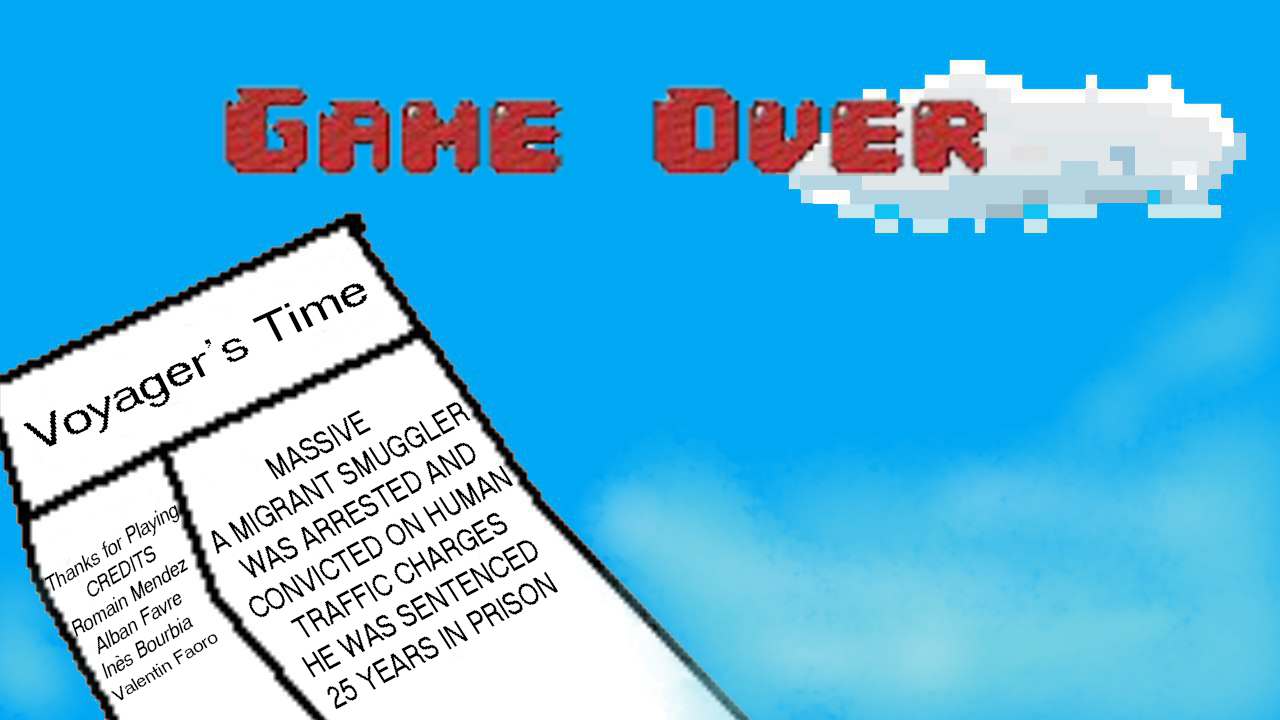 Game Over
Voyager's Time
Thanks for Playing
CREDITS
Romain Mendez
Alban Favre
Inès Bourbia
Valentin Faoro
MASSIVE
A MIGRANT SMUGGLER
WAS ARRESTED AND
CONVICTED ON HUMAN
TRAFFIC CHARGES
HE WAS SENTENCED
25 YEARS IN PRISON